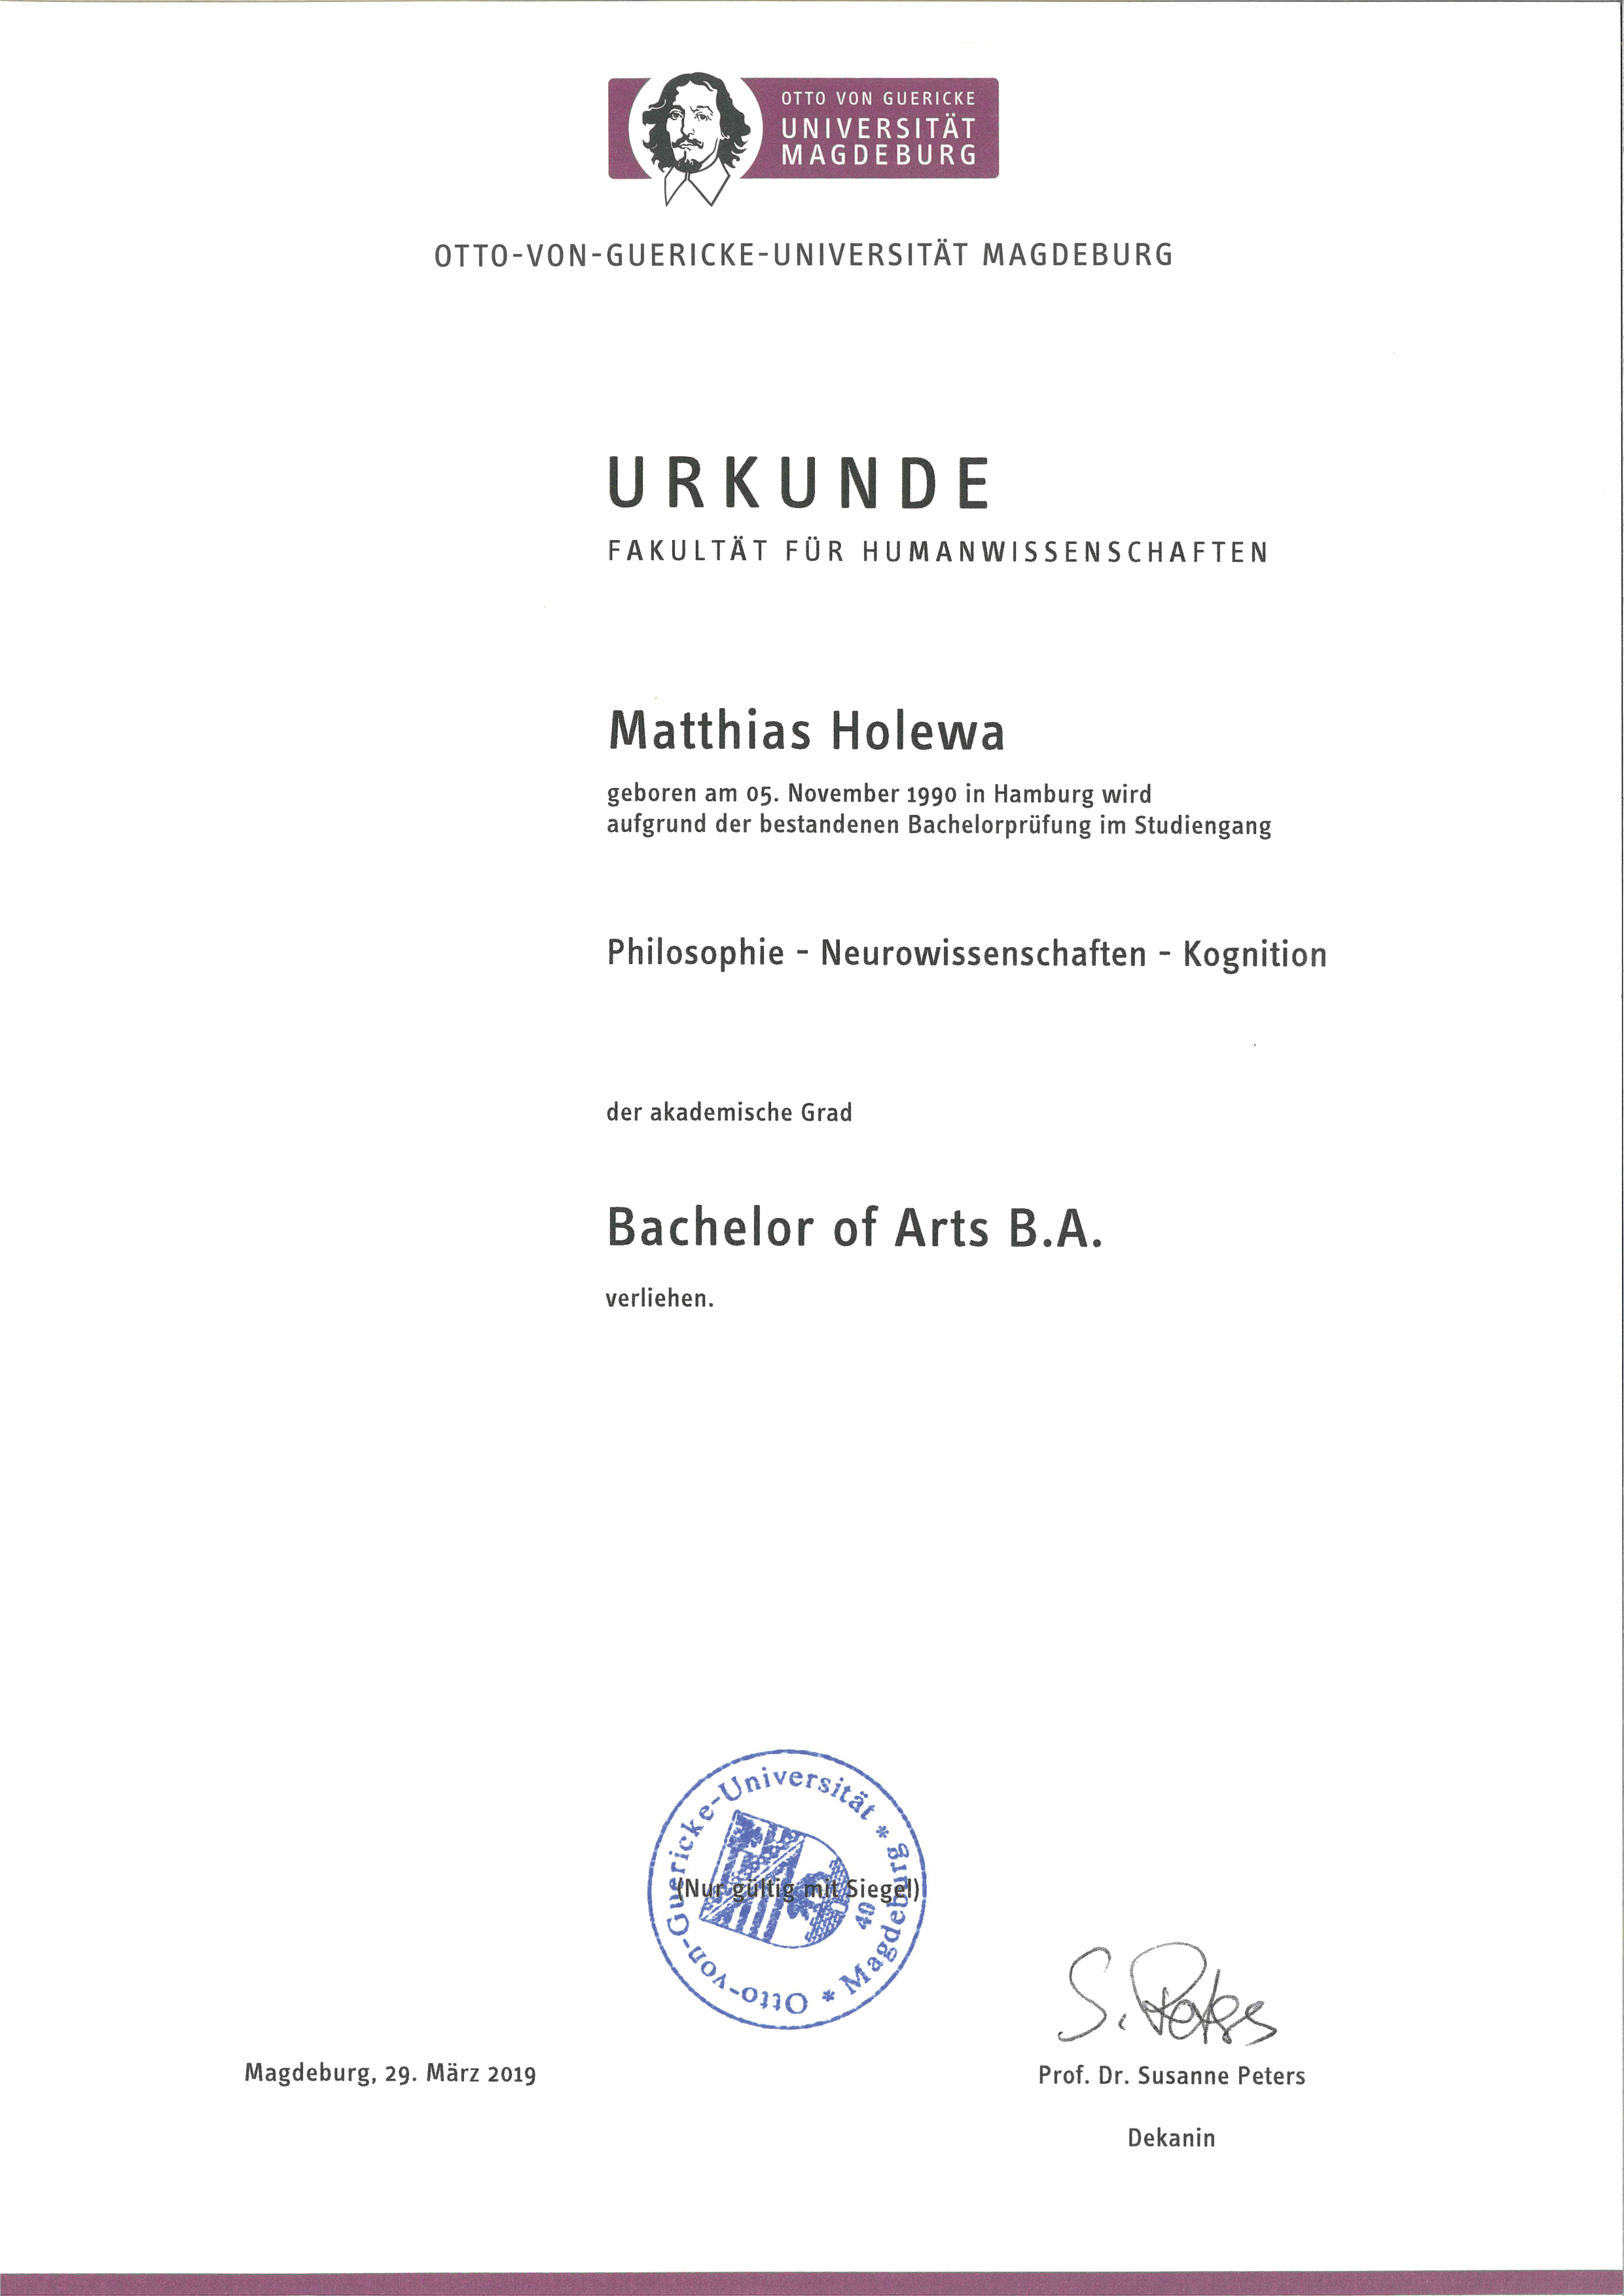 OTTO VON GUERICKE
UNIVERSITÄT
MAGDEBURG
OTTO-VON-GUERICKE-UNIVERSITÄT MAGDEBURG
URKUNDE
FAKULTÄT FÜR HUMANWISSENSCHAFTEN
Matthias Holewa
geboren am 05. November 1990 in Hamburg wird
aufgrund der bestandenen Bachelorprüfung im Studiengang
Philosophie - Neurowissenschaften - Kognition
der akademische Grad
Bachelor of Arts B.A.
verliehen.
Otto-von-Guericke-Universität * Magdeburg *
40
(Nur gültig mit Siegel)
S. Peters
Magdeburg, 29. März 2019
Prof. Dr. Susanne Peters
Dekanin